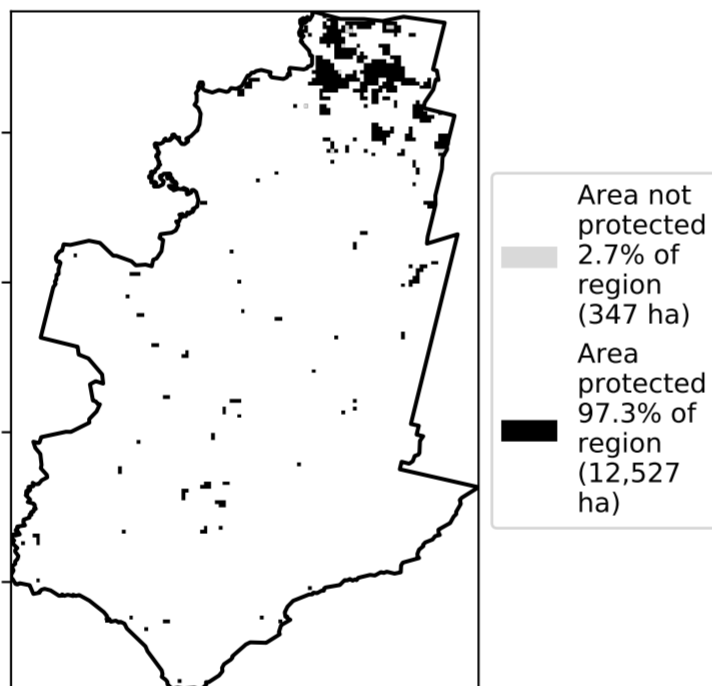 Area not
protected
2.7% of
region
(347 ha)
Area
protected
97.3% of
region
(12,527
ha)